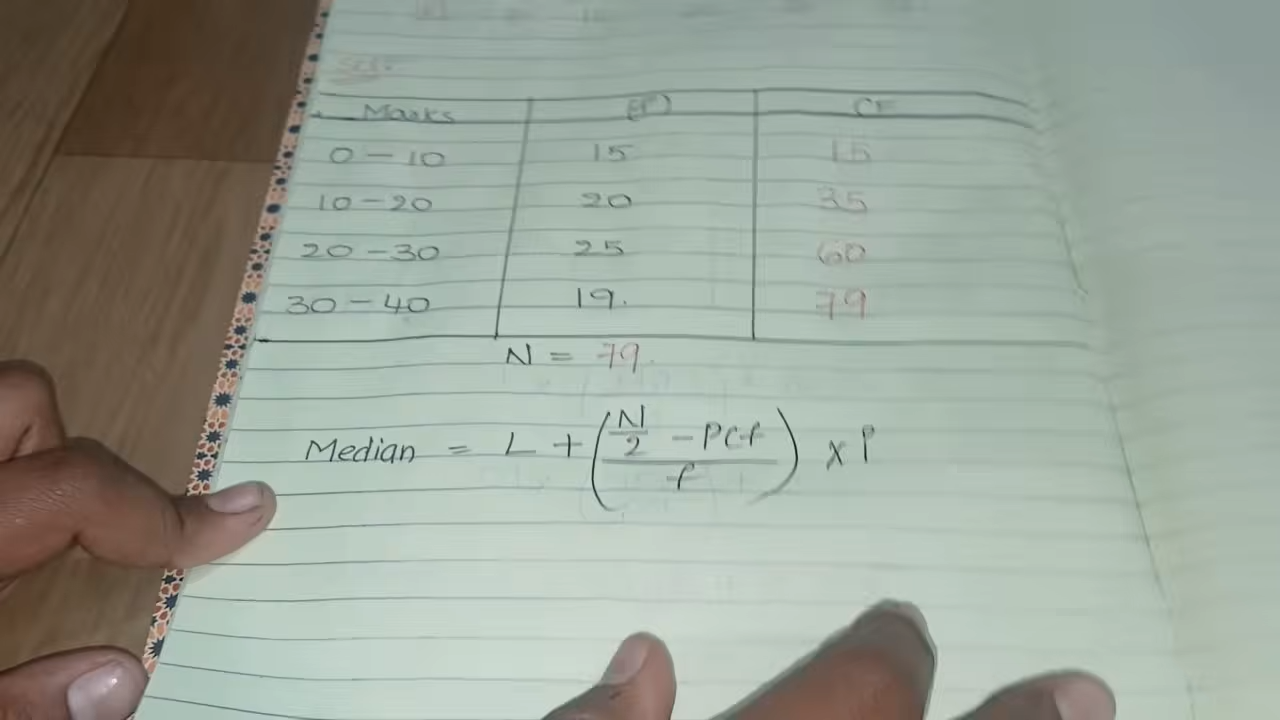 Sol.
Marks (F) CF
0 - 10 15 15
10 - 20 20 35
20 - 30 25 60
30 - 40 19. 79
N = 79.
Median = L + (N/2 - Pcf / f) x i